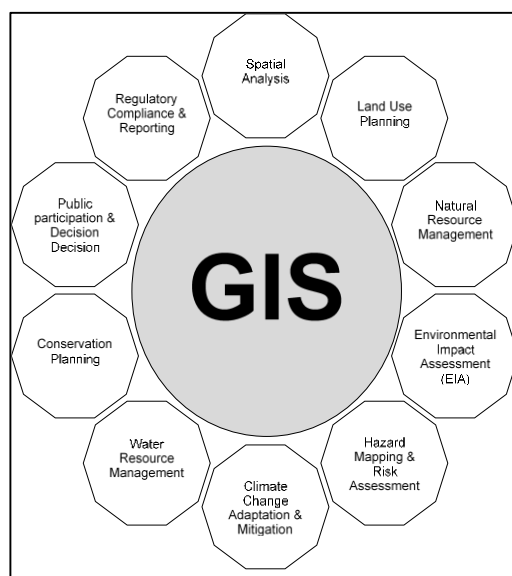 Spatial
Analysis
Land Use
Planning
Natural
Resource
Management
Environmental
Impact
Assessment
(EIA)
Hazard
Mapping &
Risk
Assessment
Climate
Change
Adaptation &
Mitigation
Water
Resource
Management
Conservation
Planning
Public
participation &
Decision
Decision
Regulatory
Compliance &
Reporting
GIS